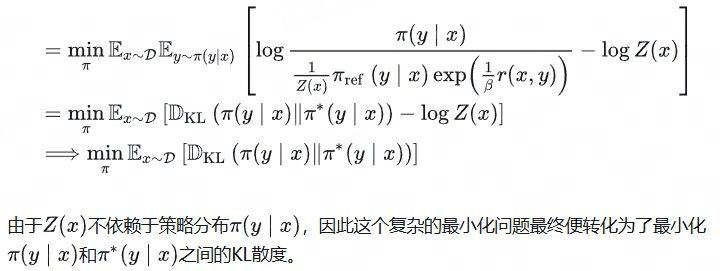 $= \min_{\pi} \mathbb{E}_{x \sim \mathcal{D}} \mathbb{E}_{y \sim \pi(y|x)} \left[ \log \frac{\pi(y \mid x)}{\frac{1}{Z(x)} \pi_{\text{ref}} (y \mid x) \exp\left(\frac{1}{\beta} r(x, y)\right)} - \log Z(x) \right]$
$= \min_{\pi} \mathbb{E}_{x \sim \mathcal{D}} \left[ \mathbb{D}_{\text{KL}} \left( \pi(y \mid x) \| \pi^{*}(y \mid x) \right) - \log Z(x) \right]$
$\Longrightarrow \min_{\pi} \mathbb{E}_{x \sim \mathcal{D}} \left[ \mathbb{D}_{\text{KL}} \left( \pi(y \mid x) \| \pi^{*}(y \mid x) \right) \right]$
由于$Z(x)$不依赖于策略分布$\pi(y \mid x)$，因此这个复杂的最小化问题最终便转化为了最小化
$\pi(y \mid x)$和$\pi^{*}(y \mid x)$之间的KL散度。